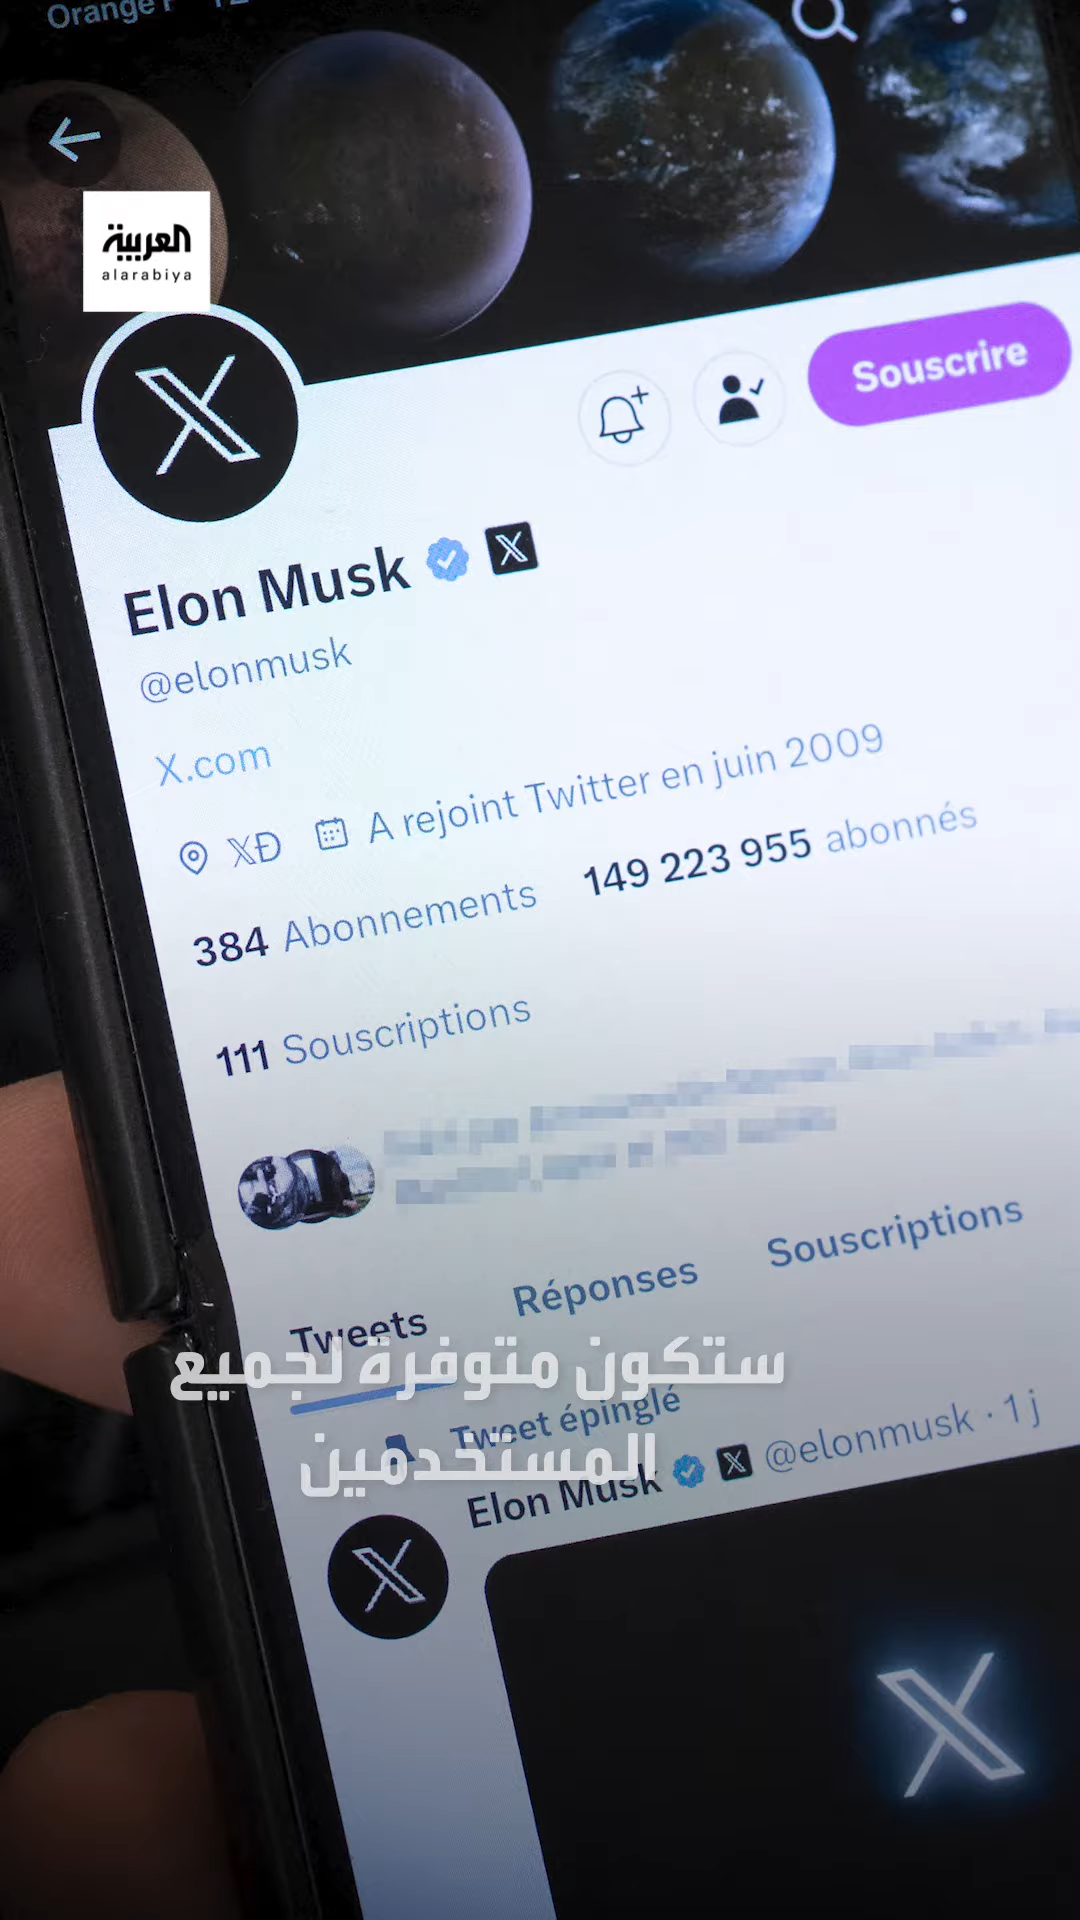 Orange F
العربية
alarabiya
Souscrire
Elon Musk
@elonmusk
X.com
𝕏Ð A rejoint Twitter en juin 2009
384 Abonnements 149 223 955 abonnés
111 Souscriptions
Tweets Réponses Souscriptions
ستكون متوفرة لجميع
المستخدمين
Tweet épinglé
Elon Musk @elonmusk · 1 j